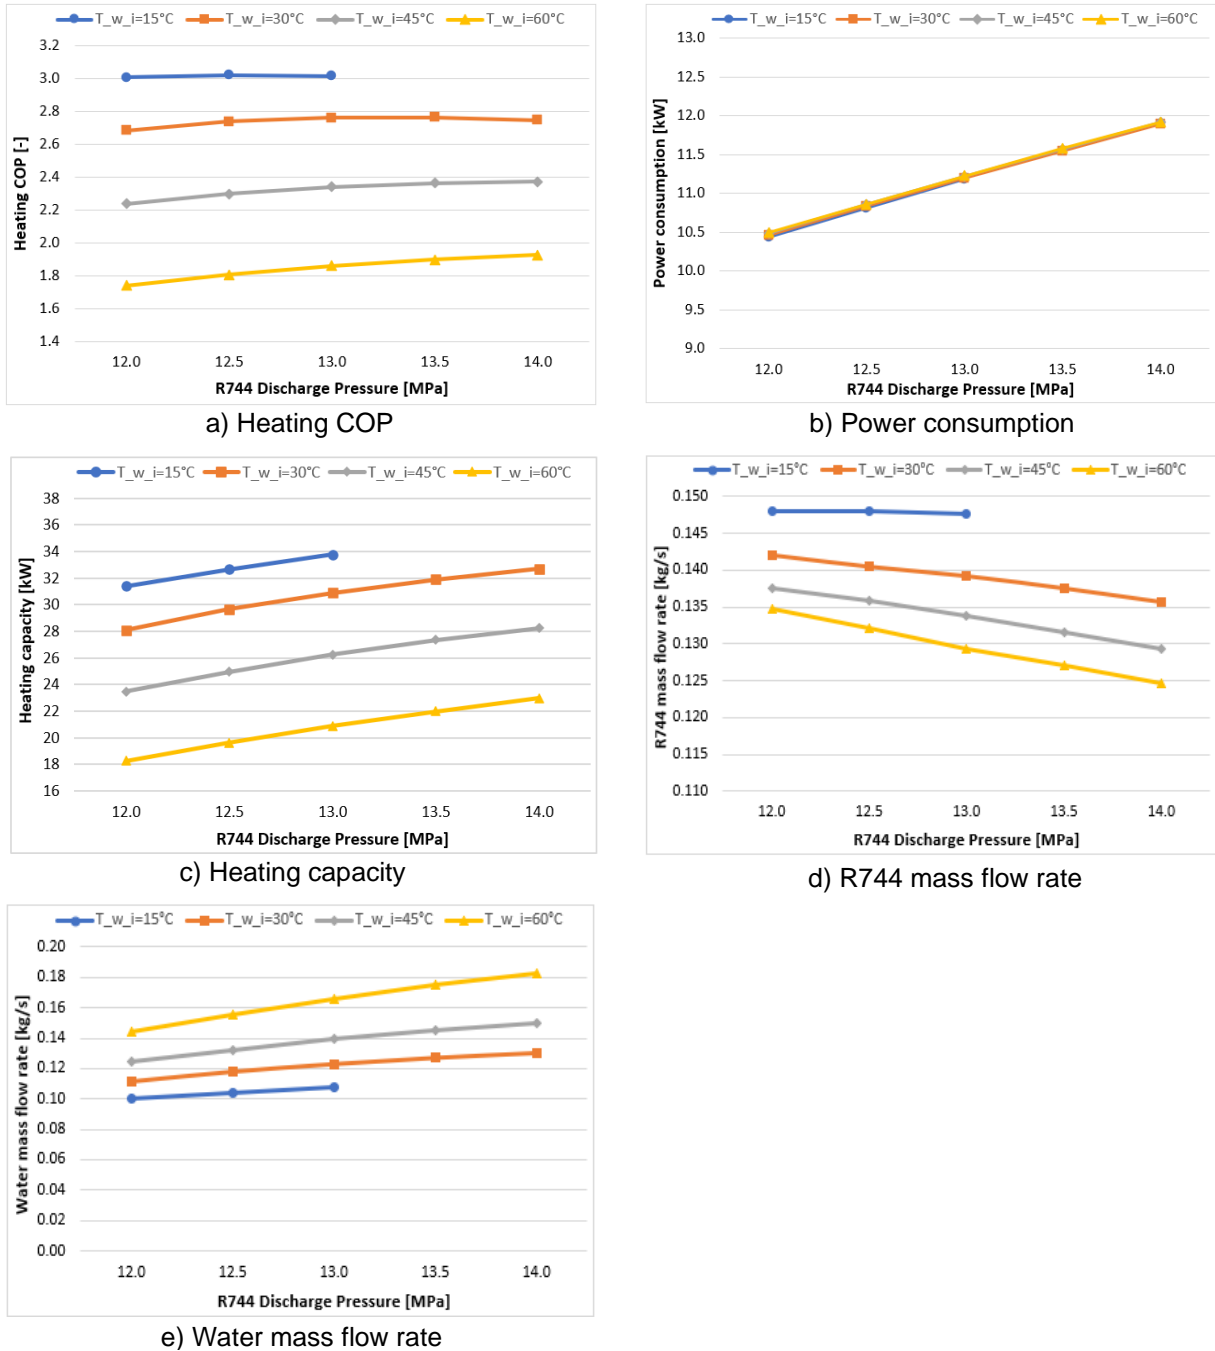 T_w_i=15°C T_w_i=30°C T_w_i=45°C T_w_i=60°C
3.2
3.0
2.8
2.6
2.4
2.2
2.0
1.8
1.6
1.4
Heating COP [-]
12.0 12.5 13.0 13.5 14.0
R744 Discharge Pressure [MPa]
a) Heating COP
T_w_i=15°C T_w_i=30°C T_w_i=45°C T_w_i=60°C
13.0
12.5
12.0
11.5
11.0
10.5
10.0
9.5
9.0
Power consumption [kW]
12.0 12.5 13.0 13.5 14.0
R744 Discharge Pressure [MPa]
b) Power consumption
T_w_i=15°C T_w_i=30°C T_w_i=45°C T_w_i=60°C
38
36
34
32
30
28
26
24
22
20
18
16
Heating capacity [kW]
12.0 12.5 13.0 13.5 14.0
R744 Discharge Pressure [MPa]
c) Heating capacity
T_w_i=15°C T_w_i=30°C T_w_i=45°C T_w_i=60°C
0.150
0.145
0.140
0.135
0.130
0.125
0.120
0.115
0.110
R744 mass flow rate [kg/s]
12.0 12.5 13.0 13.5 14.0
R744 Discharge Pressure [MPa]
d) R744 mass flow rate
T_w_i=15°C T_w_i=30°C T_w_i=45°C T_w_i=60°C
0.20
0.18
0.16
0.14
0.12
0.10
0.08
0.06
0.04
0.02
0.00
Water mass flow rate [kg/s]
12.0 12.5 13.0 13.5 14.0
R744 Discharge Pressure [MPa]
e) Water mass flow rate